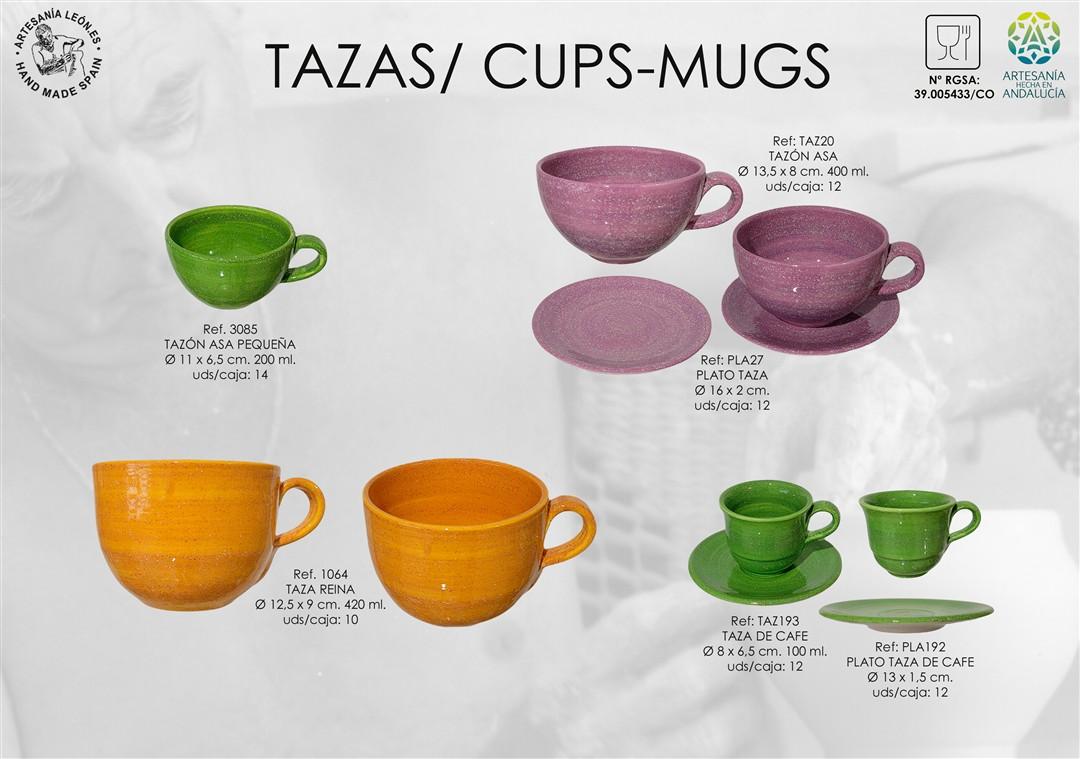 ARTESANÍA LEÓN.ES
HAND MADE SPAIN
TAZAS/ CUPS-MUGS
Nº RGSA:
39.005433/CO
ARTESANÍA
HECHA EN
ANDALUCÍA
Ref: TAZ20
TAZÓN ASA
Ø 13,5 x 8 cm. 400 ml.
uds/caja: 12
Ref. 3085
TAZÓN ASA PEQUEÑA
Ø 11 x 6,5 cm. 200 ml.
uds/caja: 14
Ref: PLA27
PLATO TAZA
Ø 16 x 2 cm.
uds/caja: 12
Ref. 1064
TAZA REINA
Ø 12,5 x 9 cm. 420 ml.
uds/caja: 10
Ref: TAZ193
TAZA DE CAFE
Ø 8 x 6,5 cm. 100 ml.
uds/caja: 12
Ref: PLA192
PLATO TAZA DE CAFE
Ø 13 x 1,5 cm.
uds/caja: 12